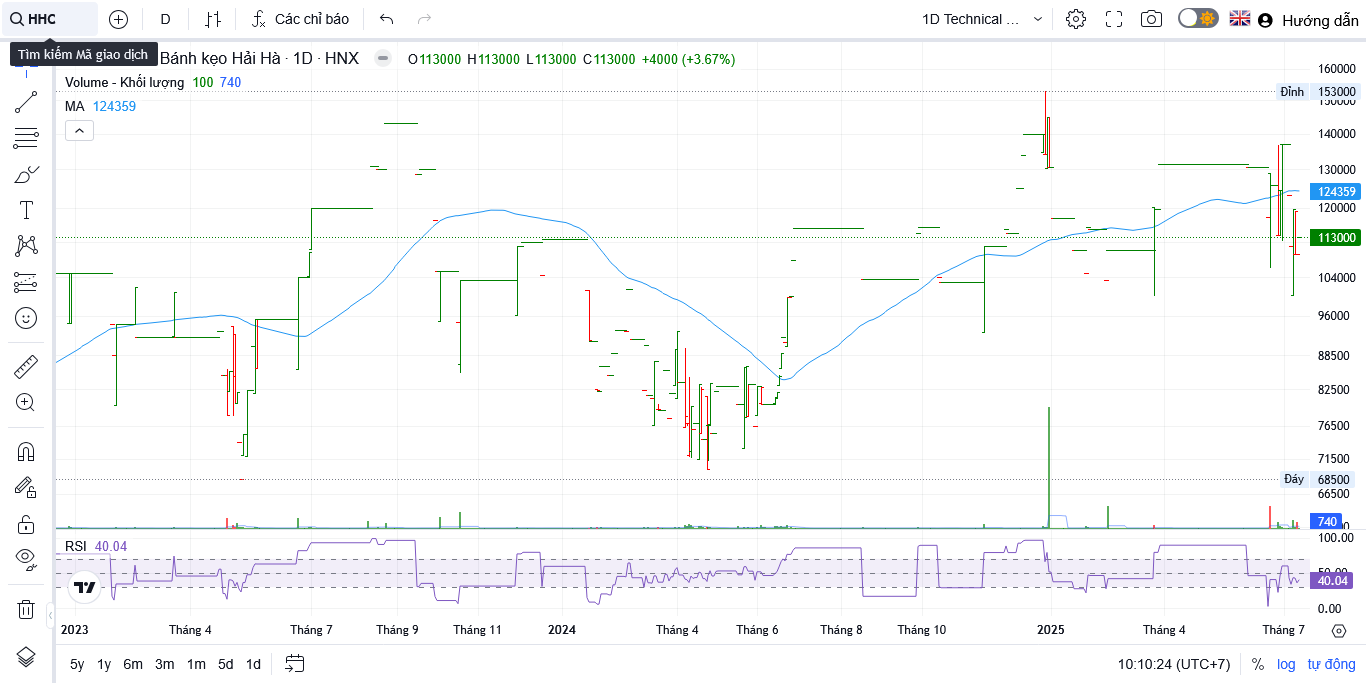 HHC
D
Các chỉ báo
1D Technical ...
Hướng dẫn
Tìm kiếm Mã giao dịch
Bánh kẹo Hải Hà · 1D · HNX
O113000 H113000 L113000 C113000 +4000 (+3.67%)
Volume - Khối lượng 100 740
MA 124359
160000
Đỉnh 153000
150000
140000
130000
124359
120000
113000
104000
96000
88500
82500
76500
71500
Đáy 68500
66500
740
RSI 40.04
100.00
50.00
40.04
0.00
2023 Tháng 4 Tháng 7 Tháng 9 Tháng 11 2024 Tháng 4 Tháng 6 Tháng 8 Tháng 10 2025 Tháng 4 Tháng 7
5y 1y 6m 3m 1m 5d 1d
10:10:24 (UTC+7) % log tự động